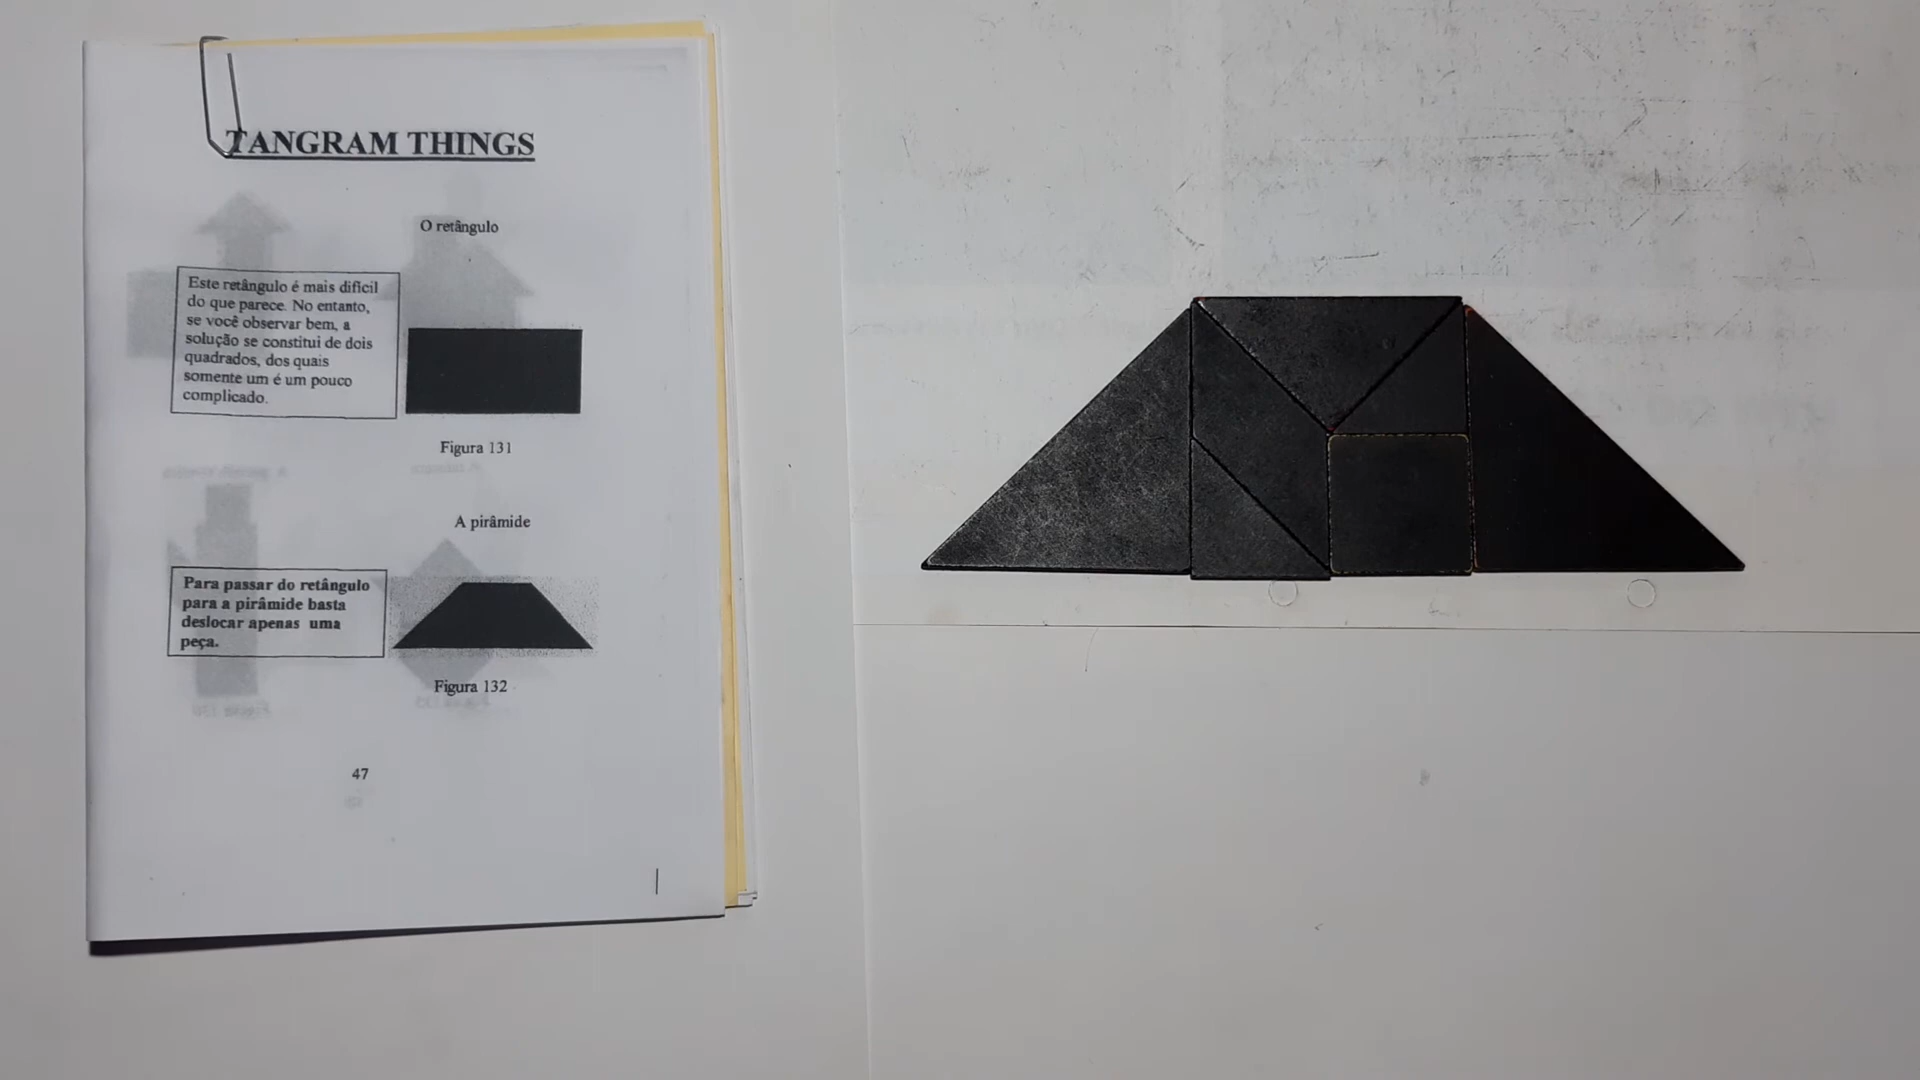 TANGRAM THINGS
O retângulo
Este retângulo é mais difícil
do que parece. No entanto,
se você observar bem, a
solução se constitui de dois
quadrados, dos quais
somente um é um pouco
complicado.
Figura 131
A pirâmide
Para passar do retângulo
para a pirâmide basta
deslocar apenas uma
peça.
Figura 132
47